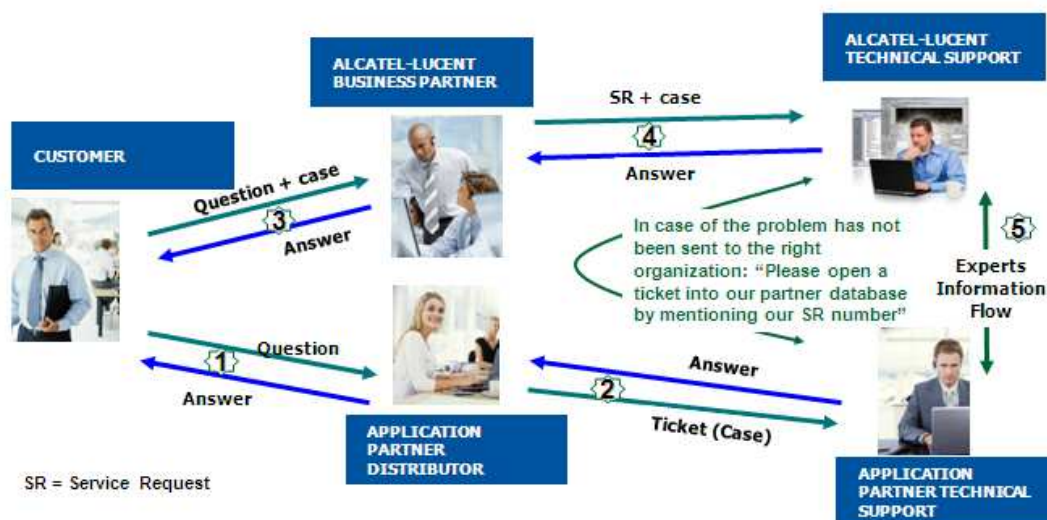 ALCATEL-LUCENT
BUSINESS PARTNER
ALCATEL-LUCENT
TECHNICAL SUPPORT
CUSTOMER
SR + case
4
Answer
Question + case
3
Answer
In case of the problem has not
been sent to the right
organization: “Please open a
ticket into our partner database
by mentioning our SR number”
5
Experts
Information
Flow
Question
1
Answer
Answer
2
Ticket (Case)
APPLICATION
PARTNER
DISTRIBUTOR
APPLICATION
PARTNER TECHNICAL
SUPPORT
SR = Service Request